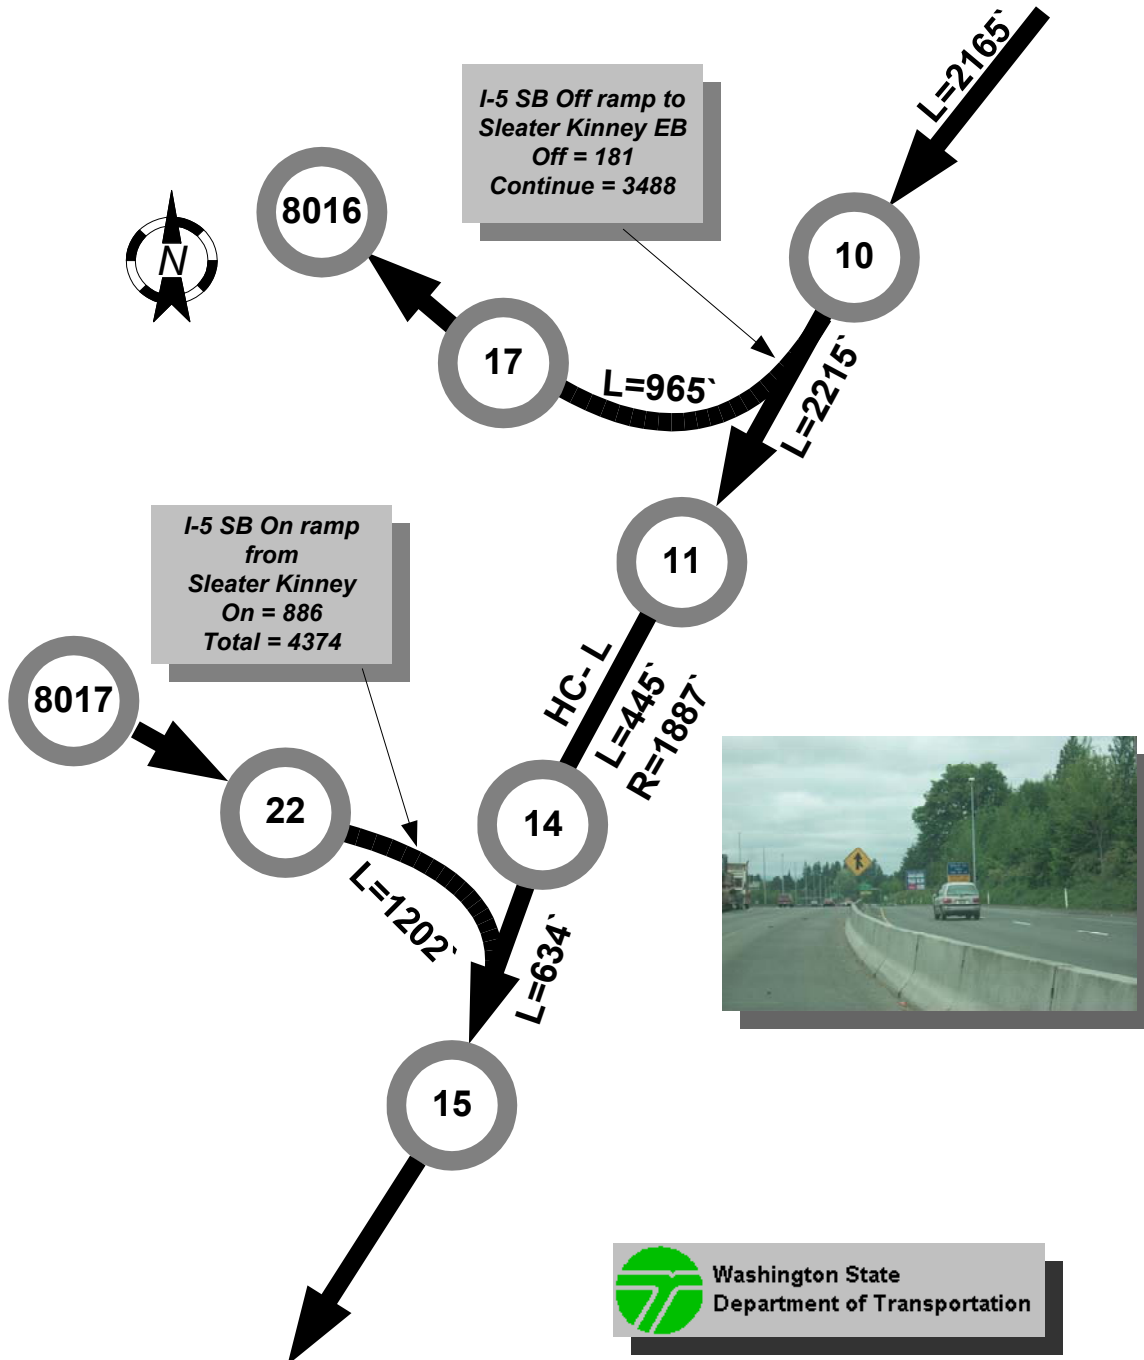 L=2165`
I-5 SB Off ramp to
Sleater Kinney EB
Off = 181
Continue = 3488
8016
N
10
17
L=965`
L=2215`
11
I-5 SB On ramp
from
Sleater Kinney
On = 886
Total = 4374
HC- L
L=445`
R=1887`
8017
22
14
L=1202`
L=634`
15
Washington State
Department of Transportation